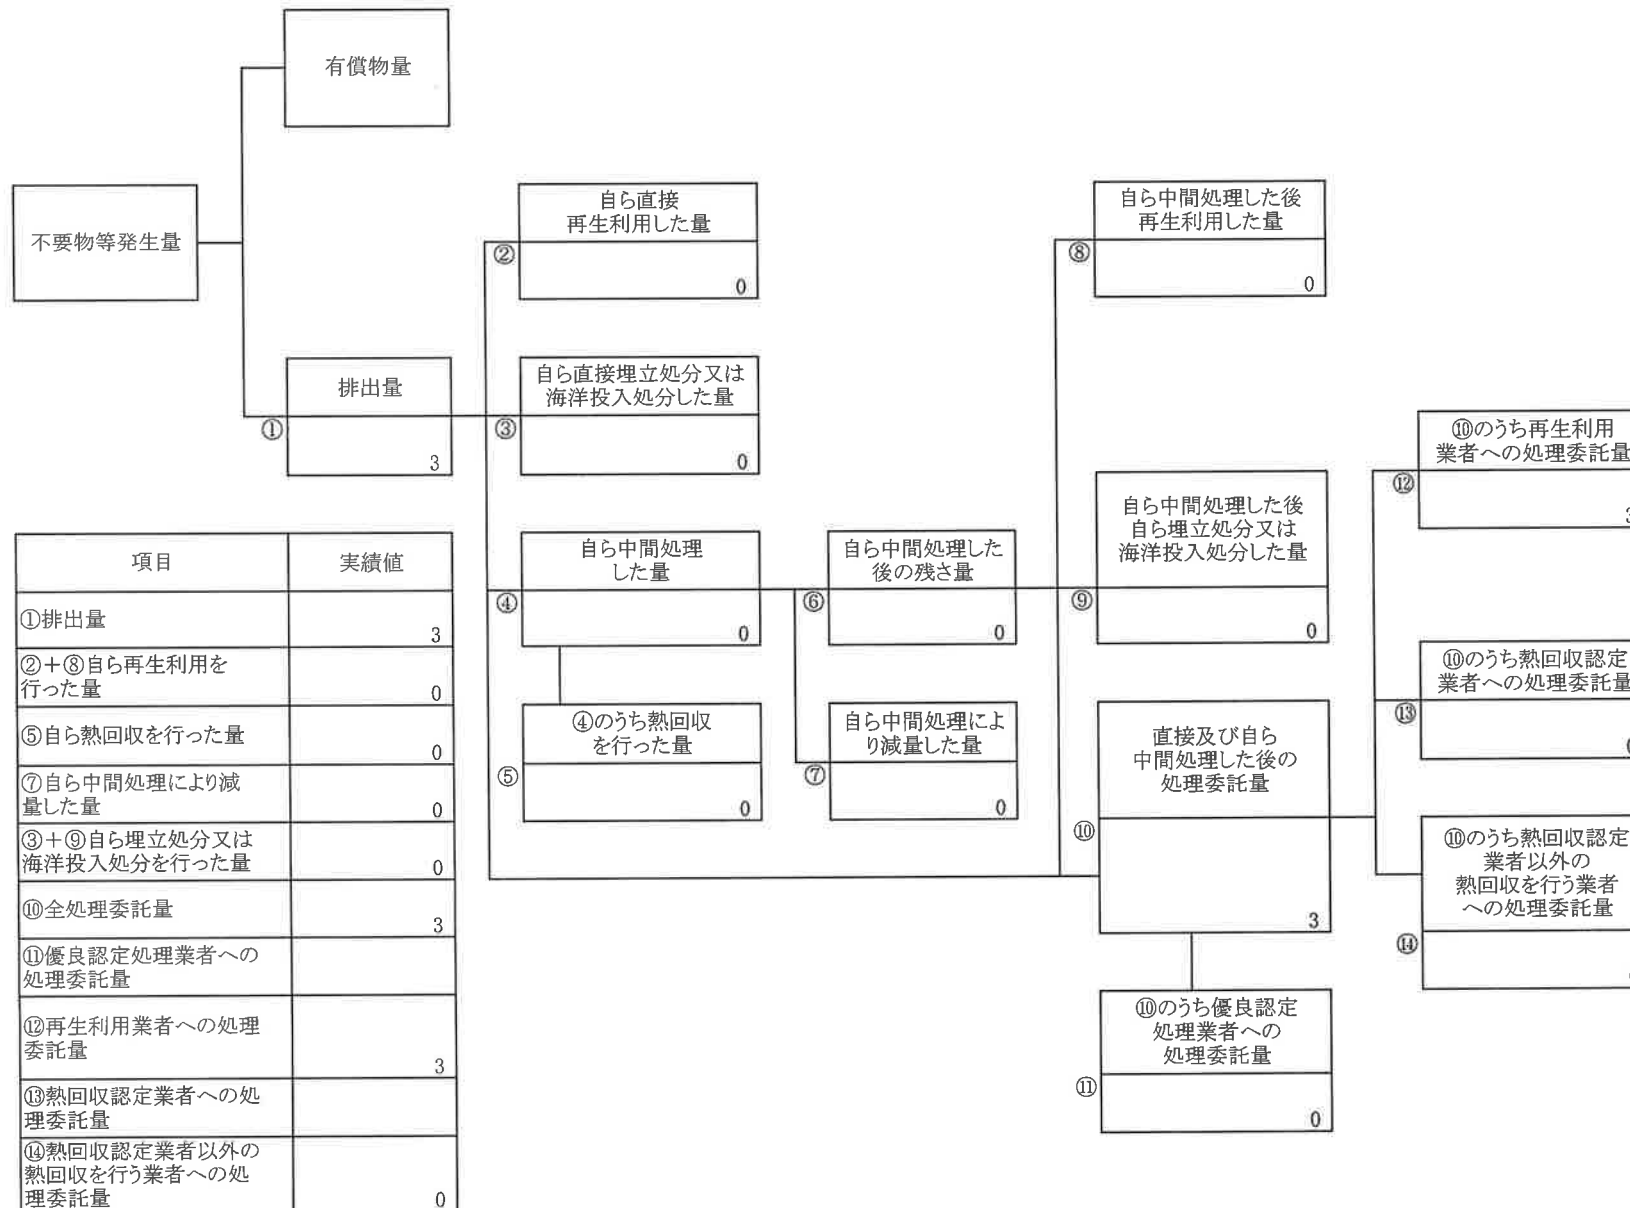 有償物量
不要物等発生量
自ら直接
再生利用した量
②
0
自ら中間処理した後
再生利用した量
⑧
0
排出量
①
3
自ら直接埋立処分又は
海洋投入処分した量
③
0
⑩のうち再生利用
業者への処理委託量
⑫
自ら中間処理
した量
④
0
自ら中間処理した
後の残さ量
⑥
0
自ら中間処理した後
自ら埋立処分又は
海洋投入処分した量
⑨
0
⑩のうち熱回収認定
業者への処理委託量
⑬
④のうち熱回収
を行った量
⑤
0
自ら中間処理によ
り減量した量
⑦
0
直接及び自ら
中間処理した後の
処理委託量
⑩
3
⑩のうち熱回収認定
業者以外の
熱回収を行う業者
への処理委託量
⑭
⑩のうち優良認定
処理業者への
処理委託量
⑪
0
項目 実績値
①排出量 3
②+⑧自ら再生利用を
行った量 0
⑤自ら熱回収を行った量 0
⑦自ら中間処理により減
量した量 0
③+⑨自ら埋立処分又は
海洋投入処分を行った量 0
⑩全処理委託量 3
⑪優良認定処理業者への
処理委託量
⑫再生利用業者への処理
委託量 3
⑬熱回収認定業者への処
理委託量
⑭熱回収認定業者以外の
熱回収を行う業者への処
理委託量 0